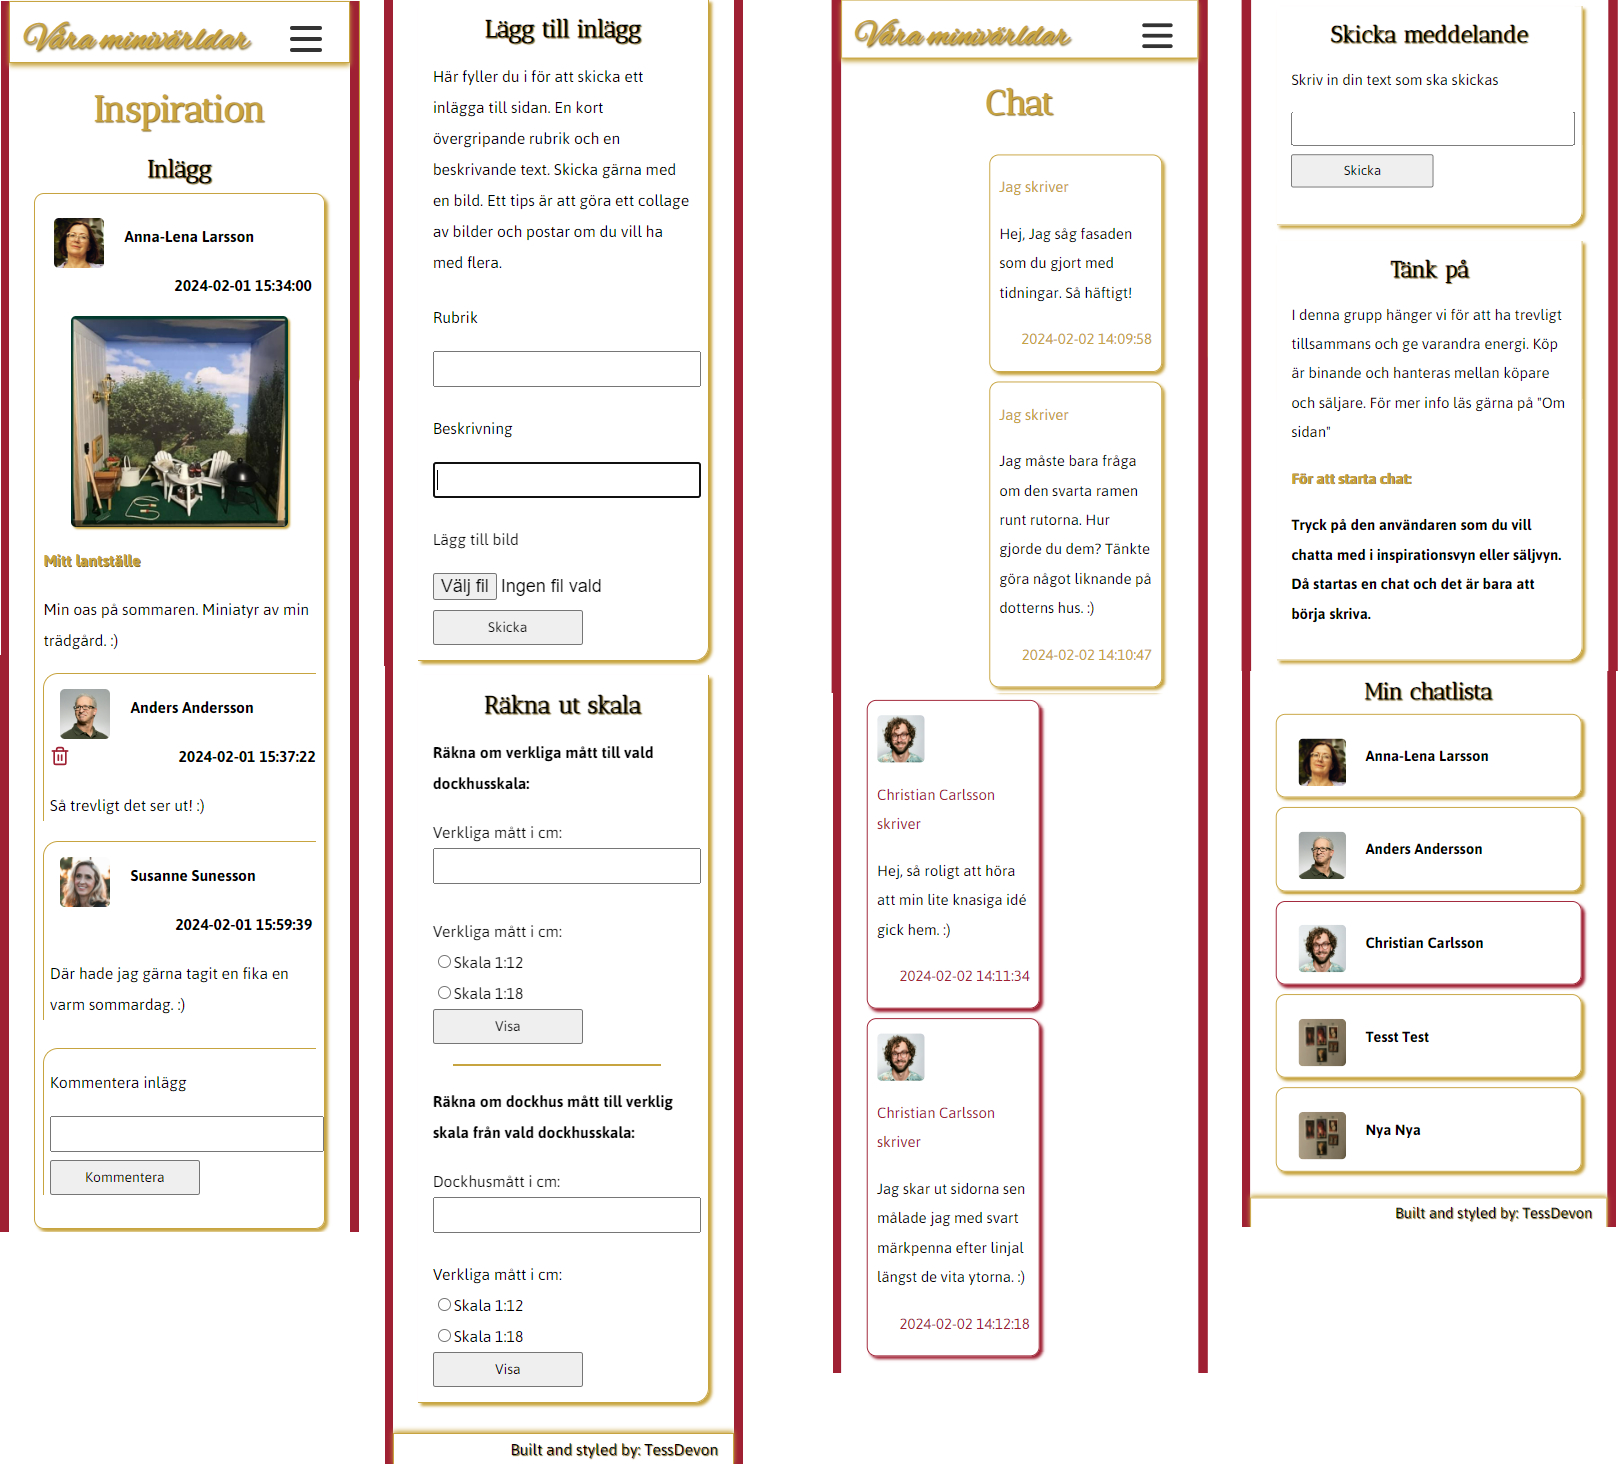 Våra minivärldar
Inspiration
Inlägg
Anna-Lena Larsson
2024-02-01 15:34:00
Mitt lantställe
Min oas på sommaren. Miniatyr av min
trädgård. :)
Anders Andersson
2024-02-01 15:37:22
Så trevligt det ser ut! :)
Susanne Sunesson
2024-02-01 15:59:39
Där hade jag gärna tagit en fika en
varm sommardag. :)
Kommentera inlägg
Kommentera
Lägg till inlägg
Här fyller du i för att skicka ett
inlägga till sidan. En kort
övergripande rubrik och en
beskrivande text. Skicka gärna med
en bild. Ett tips är att göra ett collage
av bilder och postar om du vill ha
med flera.
Rubrik
Beskrivning
Lägg till bild
Välj fil Ingen fil vald
Skicka
Räkna ut skala
Räkna om verkliga mått till vald
dockhusskala:
Verkliga mått i cm:
Verkliga mått i cm:
Skala 1:12
Skala 1:18
Visa
Räkna om dockhus mått till verklig
skala från vald dockhusskala:
Dockhusmått i cm:
Verkliga mått i cm:
Skala 1:12
Skala 1:18
Visa
Built and styled by: TessDevon
Våra minivärldar
Chat
Jag skriver
Hej, Jag såg fasaden
som du gjort med
tidningar. Så häftigt!
2024-02-02 14:09:58
Jag skriver
Jag måste bara fråga
om den svarta ramen
runt rutorna. Hur
gjorde du dem? Tänkte
göra något liknande på
dotterns hus. :)
2024-02-02 14:10:47
Christian Carlsson
skriver
Hej, så roligt att höra
att min lite knasiga idé
gick hem. :)
2024-02-02 14:11:34
Christian Carlsson
skriver
Jag skar ut sidorna sen
målade jag med svart
märkpenna efter linjal
längst de vita ytorna. :)
2024-02-02 14:12:18
Skicka meddelande
Skriv in din text som ska skickas
Skicka
Tänk på
I denna grupp hänger vi för att ha trevligt
tillsammans och ge varandra energi. Köp
är binande och hanteras mellan köpare
och säljare. För mer info läs gärna på "Om
sidan"
För att starta chat:
Tryck på den användaren som du vill
chatta med i inspirationsvyn eller säljvyn.
Då startas en chat och det är bara att
börja skriva.
Min chatlista
Anna-Lena Larsson
Anders Andersson
Christian Carlsson
Tesst Test
Nya Nya
Built and styled by: TessDevon